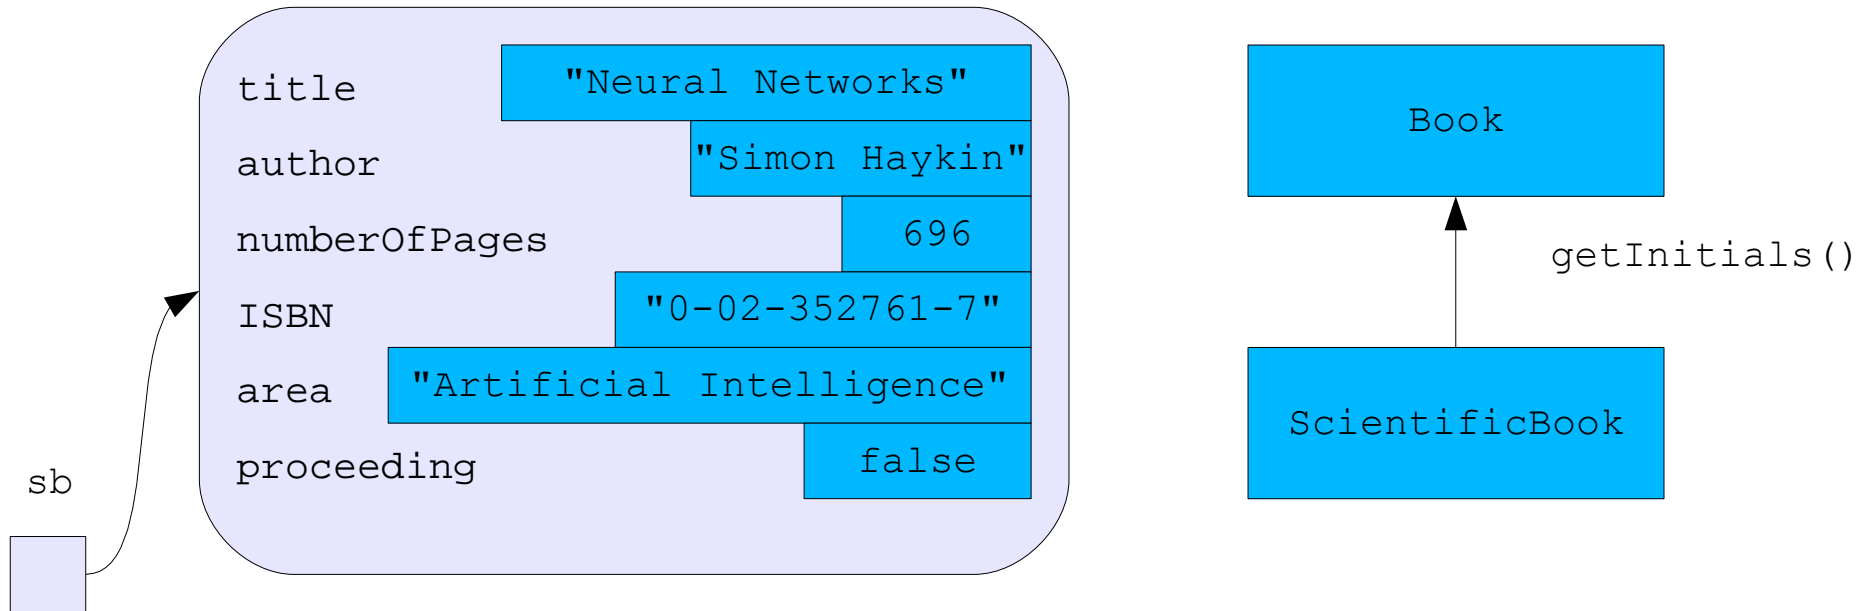 title "Neural Networks"
author "Simon Haykin"
numberOfPages 696
ISBN "0-02-352761-7"
area "Artificial Intelligence"
proceeding false
sb
Book
getInitials()
ScientificBook